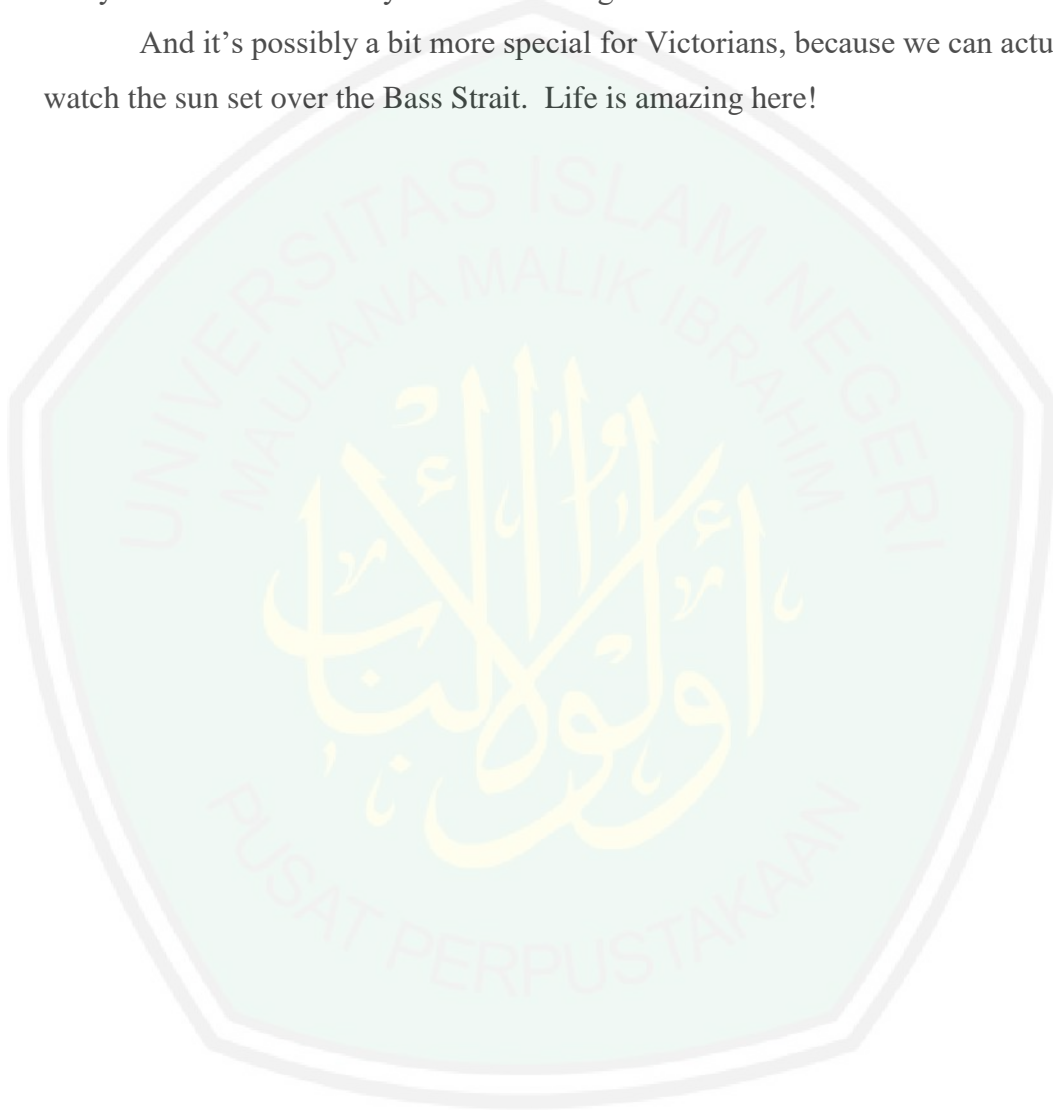 And it’s possibly a bit more special for Victorians, because we can actu
watch the sun set over the Bass Strait.  Life is amazing here!
UNIVERSITAS ISLAM NEGERI
MAULANA MALIK IBRAHIM
PUSAT PERPUSTAKAAN